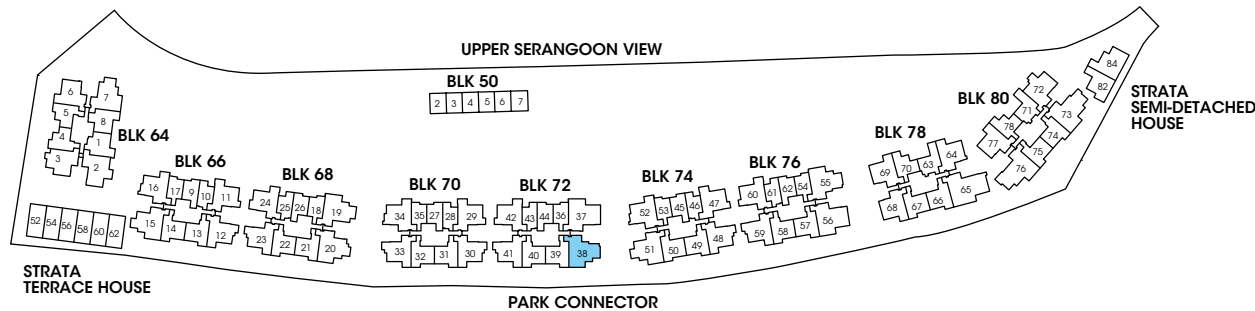 UPPER SERANGOON VIEW
BLK 50
2 3 4 5 6 7
BLK 64
6 7
5 8
4 1
3 2
BLK 66
16 17 9 10 11
15 14 13 12
BLK 68
24 25 26 18 19
23 22 21 20
BLK 70
34 35 27 28 29
33 32 31 30
BLK 72
42 43 44 36 37
41 40 39 38
BLK 74
52 53 45 46 47
51 50 49 48
BLK 76
60 61 62 54 55
59 58 57 56
BLK 78
69 70 63 64
68 67 66 65
BLK 80
72
71 73
78 74
77 75
76
84
82
STRATA
SEMI-DETACHED
HOUSE
52 54 56 58 60 62
STRATA
TERRACE HOUSE
PARK CONNECTOR